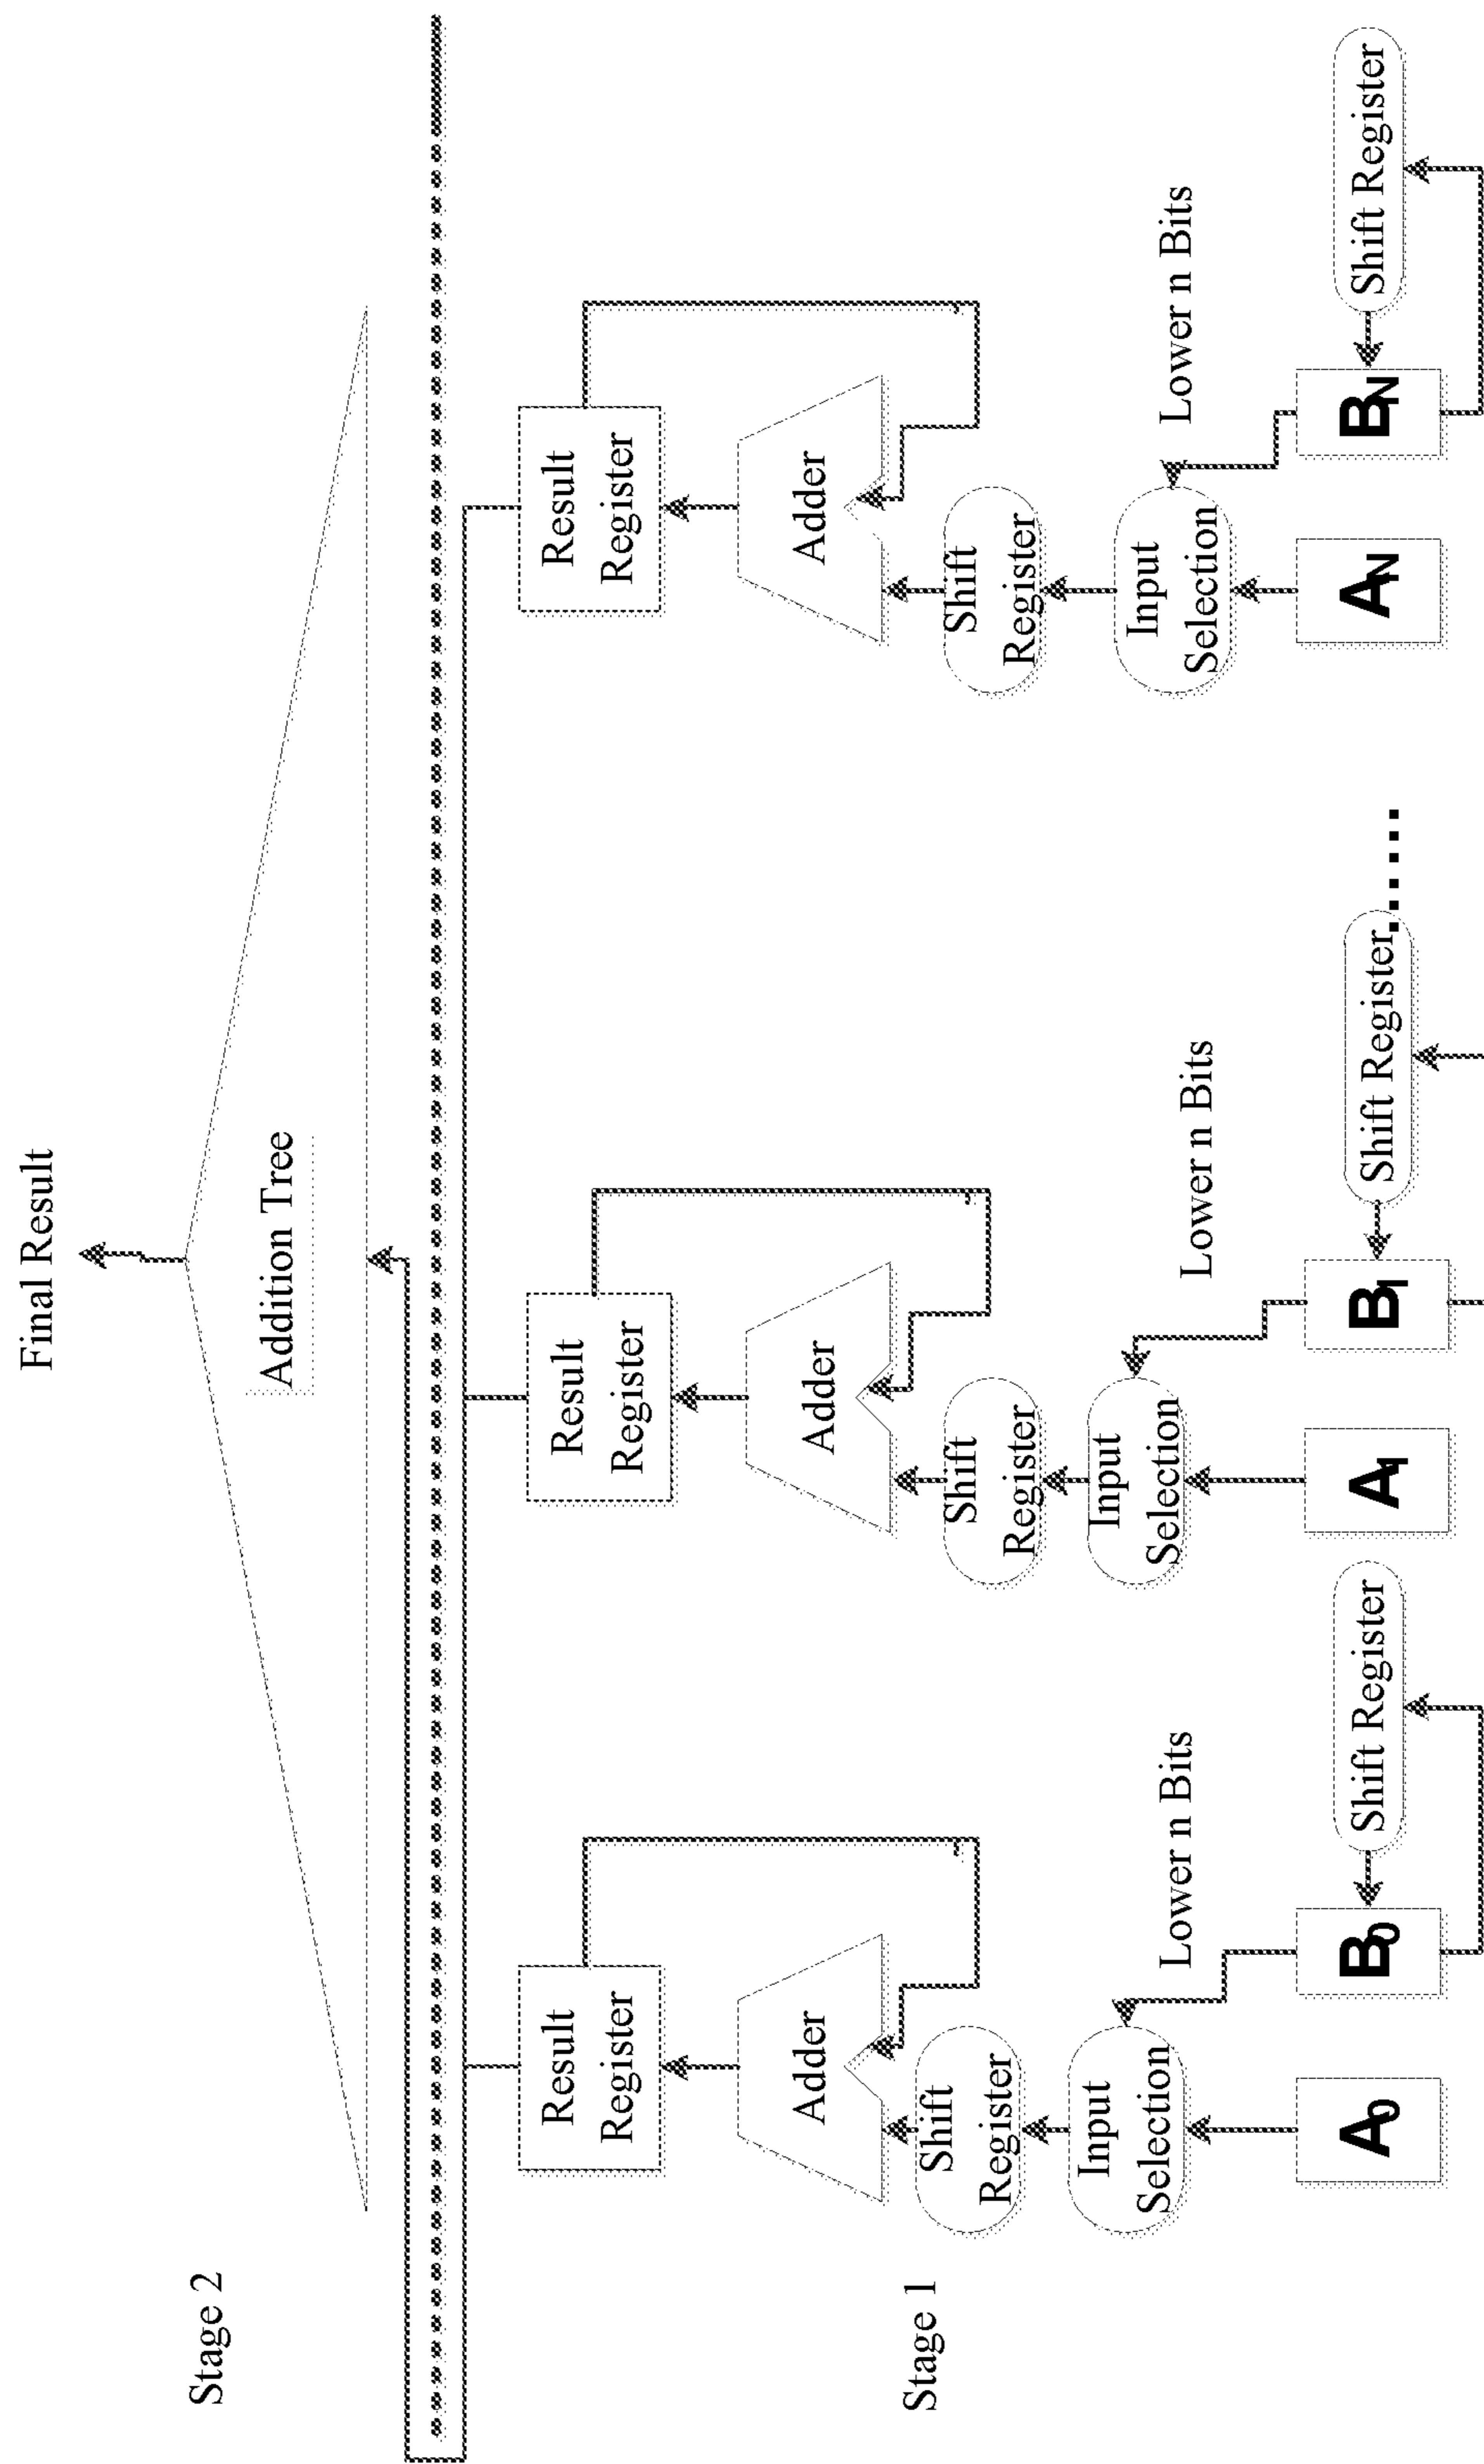 Final Result
Stage 2
Addition Tree
Result
Register
Result
Register
Result
Register
Adder
Adder
Adder
Stage 1
Shift
Register
Shift
Register
Shift
Register
Input
Selection
Lower n Bits
Input
Selection
Lower n Bits
Input
Selection
Lower n Bits
A0
B0
Shift Register
A1
B1
Shift Register
......
AN
BN
Shift Register